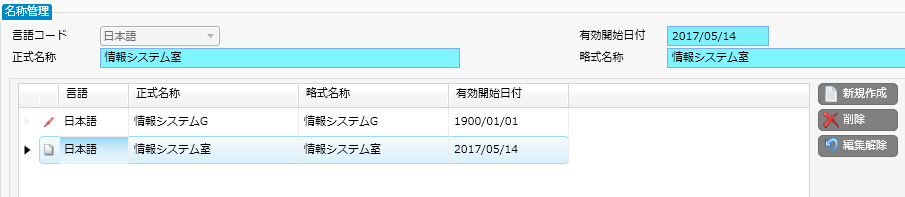 名称管理
言語コード 日本語 有効開始日付 2017/05/14
正式名称 情報システム室 略式名称 情報システム室
言語 正式名称 略式名称 有効開始日付 新規作成
日本語 情報システムG 情報システムG 1900/01/01 削除
日本語 情報システム室 情報システム室 2017/05/14 編集解除